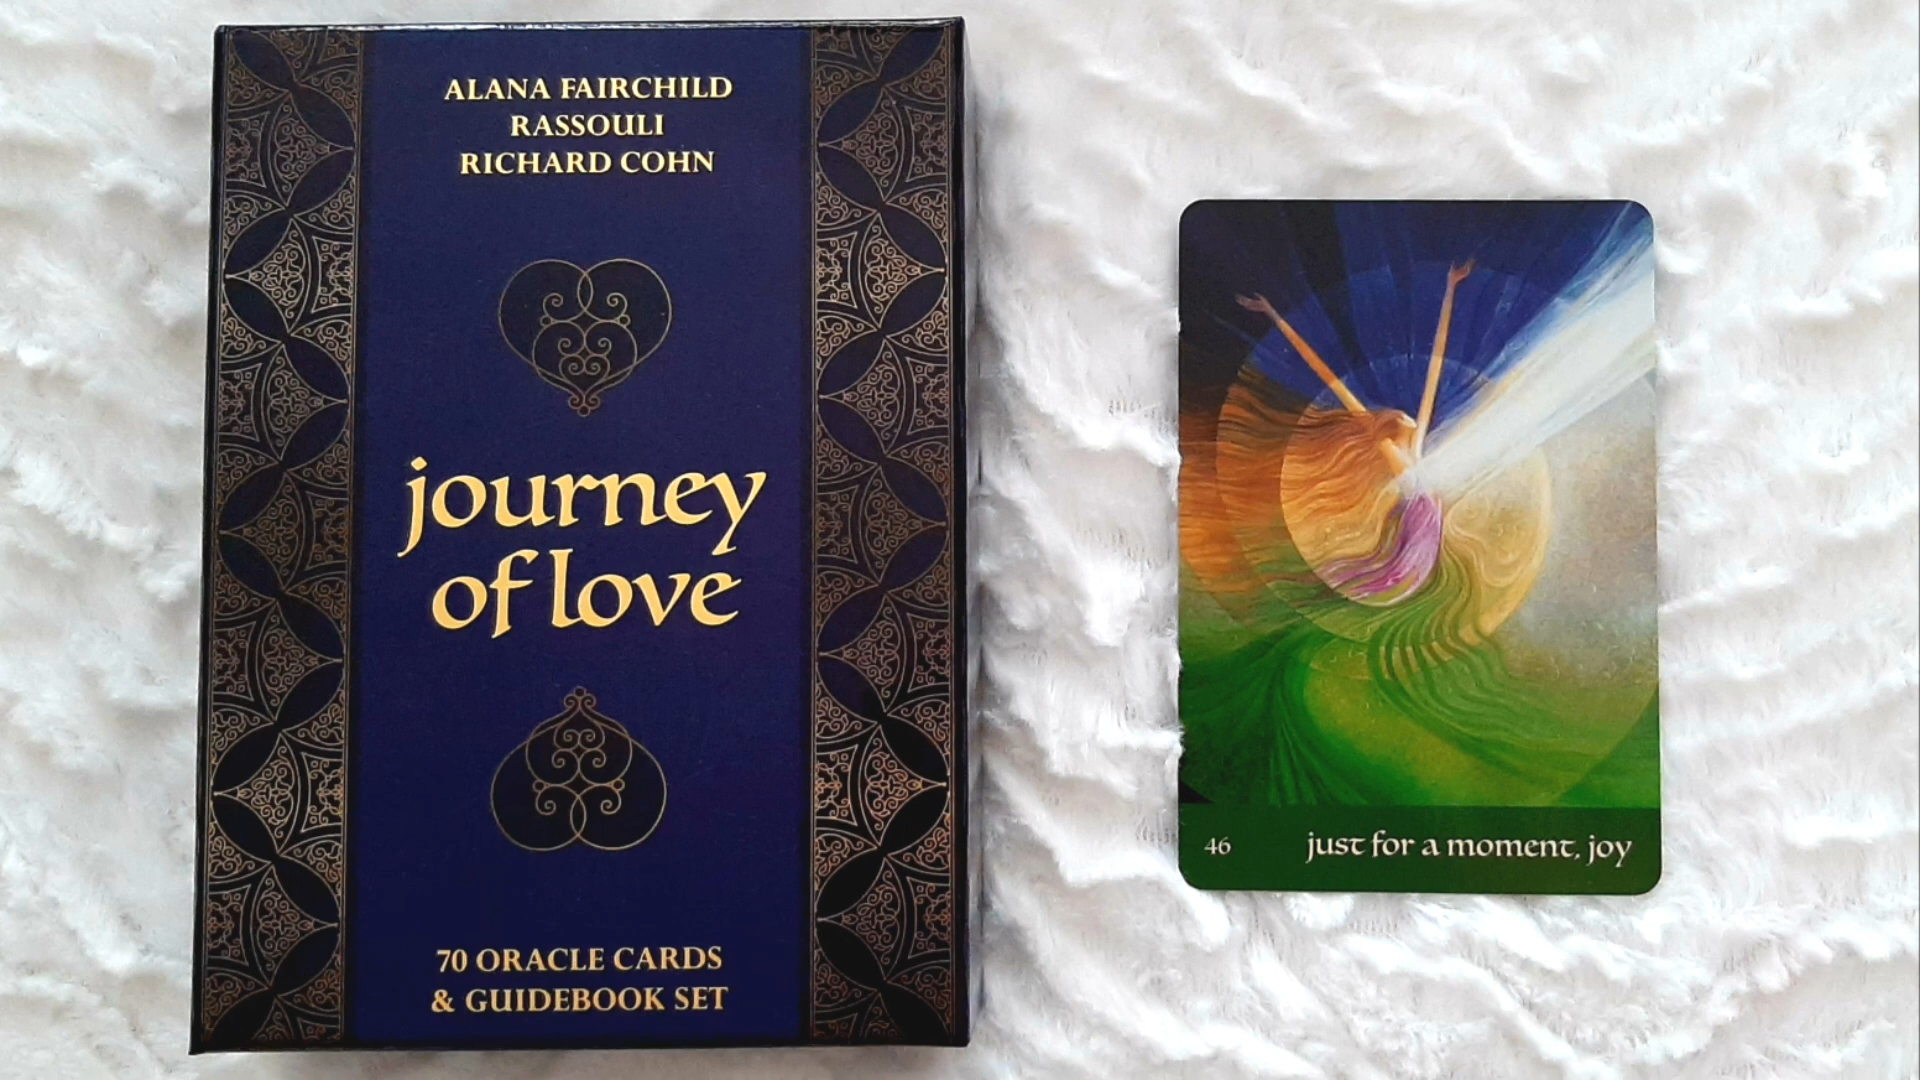 ALANA FAIRCHILD
RASSOULI
RICHARD COHN
journey
of love
70 ORACLE CARDS
& GUIDEBOOK SET
46 just for a moment, joy